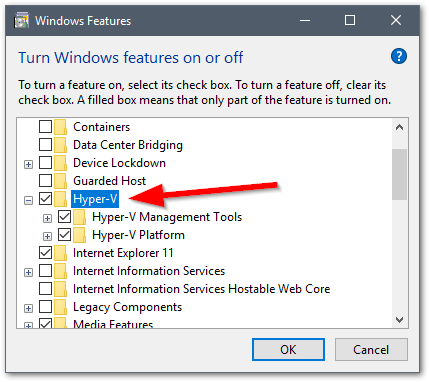 Windows Features
Turn Windows features on or off
?
To turn a feature on, select its check box. To turn a feature off, clear its
check box. A filled box means that only part of the feature is turned on.
Containers
Data Center Bridging
Device Lockdown
Guarded Host
Hyper-V
Hyper-V Management Tools
Hyper-V Platform
Internet Explorer 11
Internet Information Services
Internet Information Services Hostable Web Core
Legacy Components
Media Features
OK
Cancel